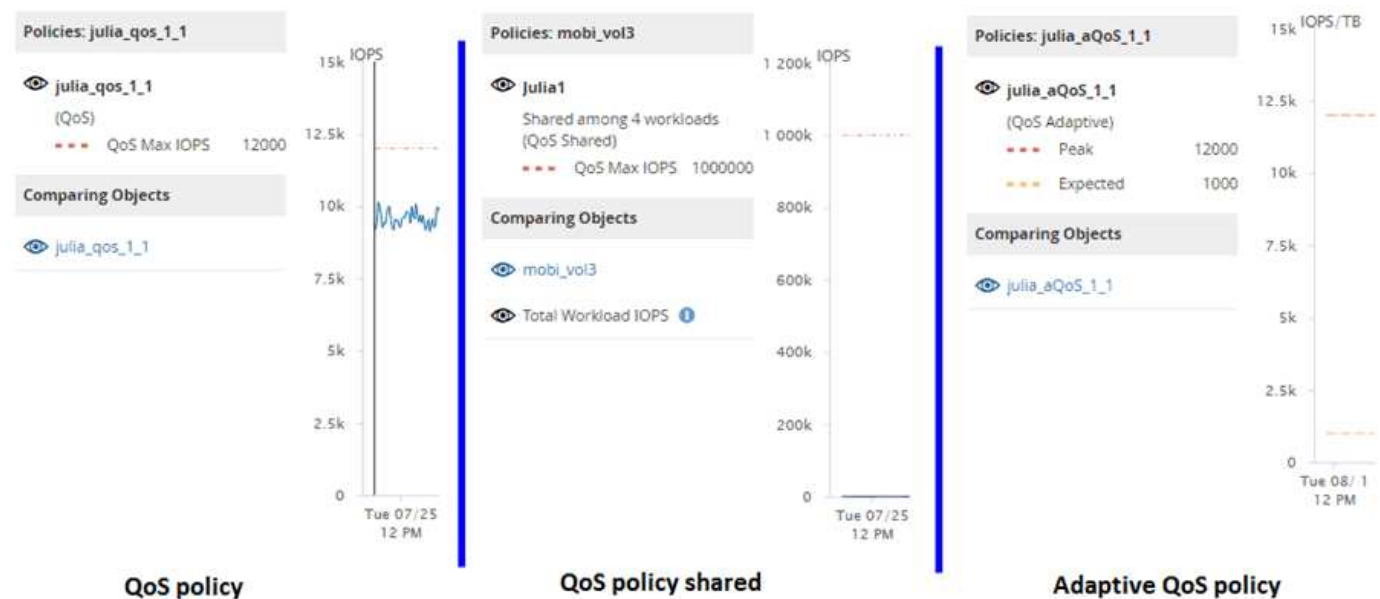 Policies: julia_qos_1_1
julia_qos_1_1
(QoS)
QoS Max IOPS 12000
Comparing Objects
julia_qos_1_1
IOPS
15k
12.5k
10k
7.5k
5k
2.5k
0
Tue 07/25
12 PM
QoS policy
Policies: mobi_vol3
Julia1
Shared among 4 workloads
(QoS Shared)
QoS Max IOPS 1000000
Comparing Objects
mobi_vol3
Total Workload IOPS i
IOPS
1 200k
1 000k
800k
600k
400k
200k
0
Tue 07/25
12 PM
QoS policy shared
Policies: julia_aQoS_1_1
julia_aQoS_1_1
(QoS Adaptive)
Peak 12000
Expected 1000
Comparing Objects
julia_aQoS_1_1
IOPS/TB
15k
12.5k
10k
7.5k
5k
2.5k
0
Tue 08/ 1
12 PM
Adaptive QoS policy